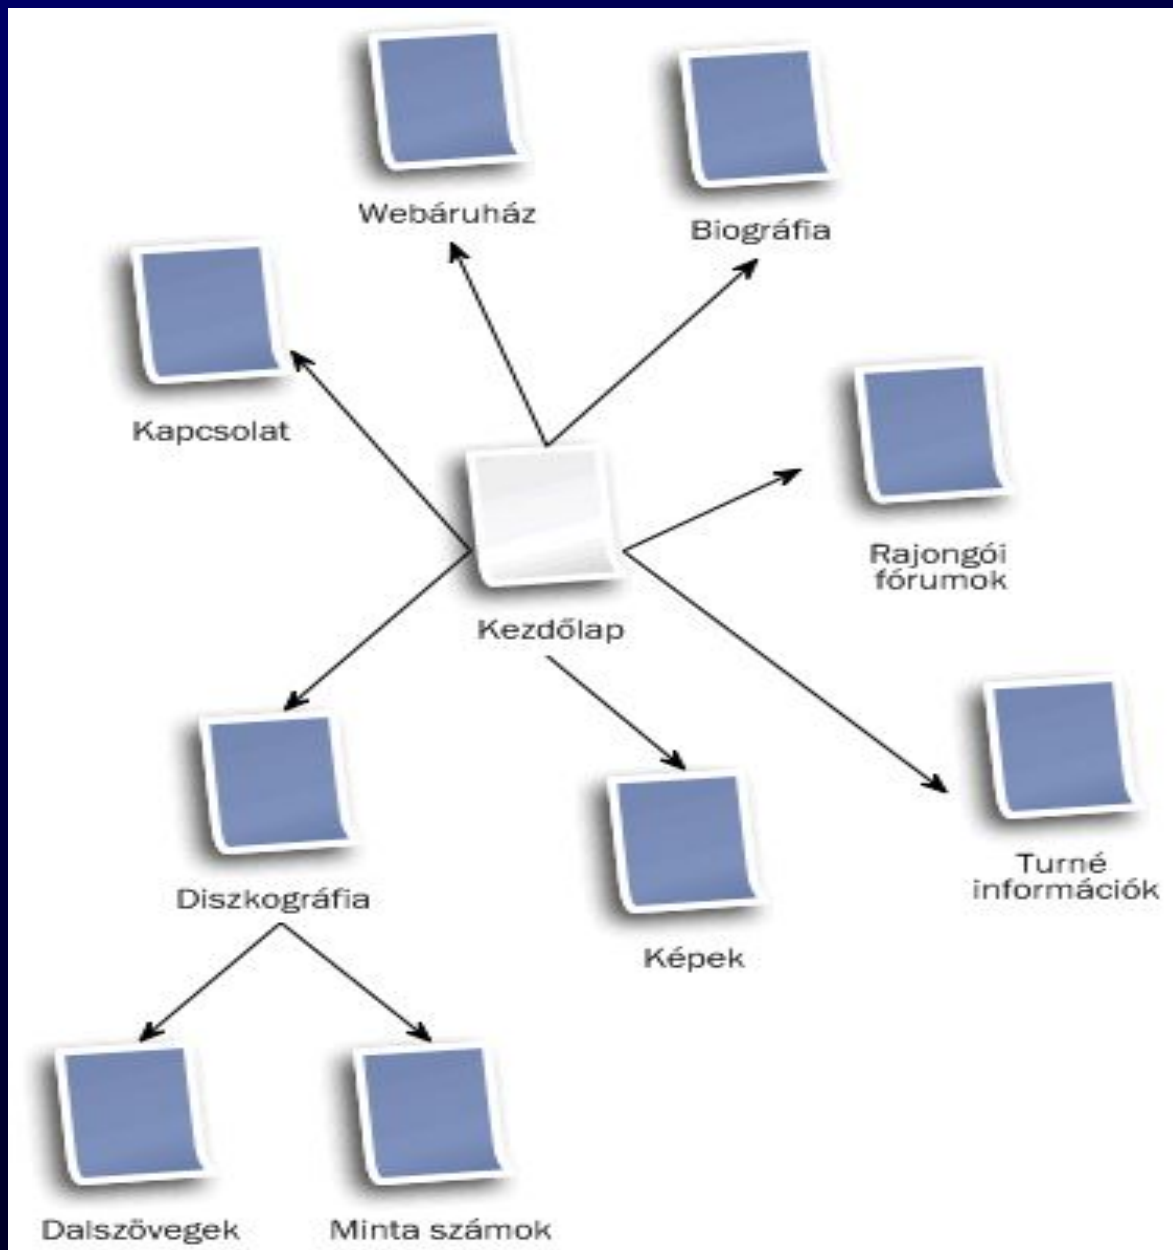 Webáruház
Biográfia
Kapcsolat
Rajongói
fórumok
Kezdőlap
Turné
információk
Diszkográfia
Képek
Dalszövegek
Minta számok